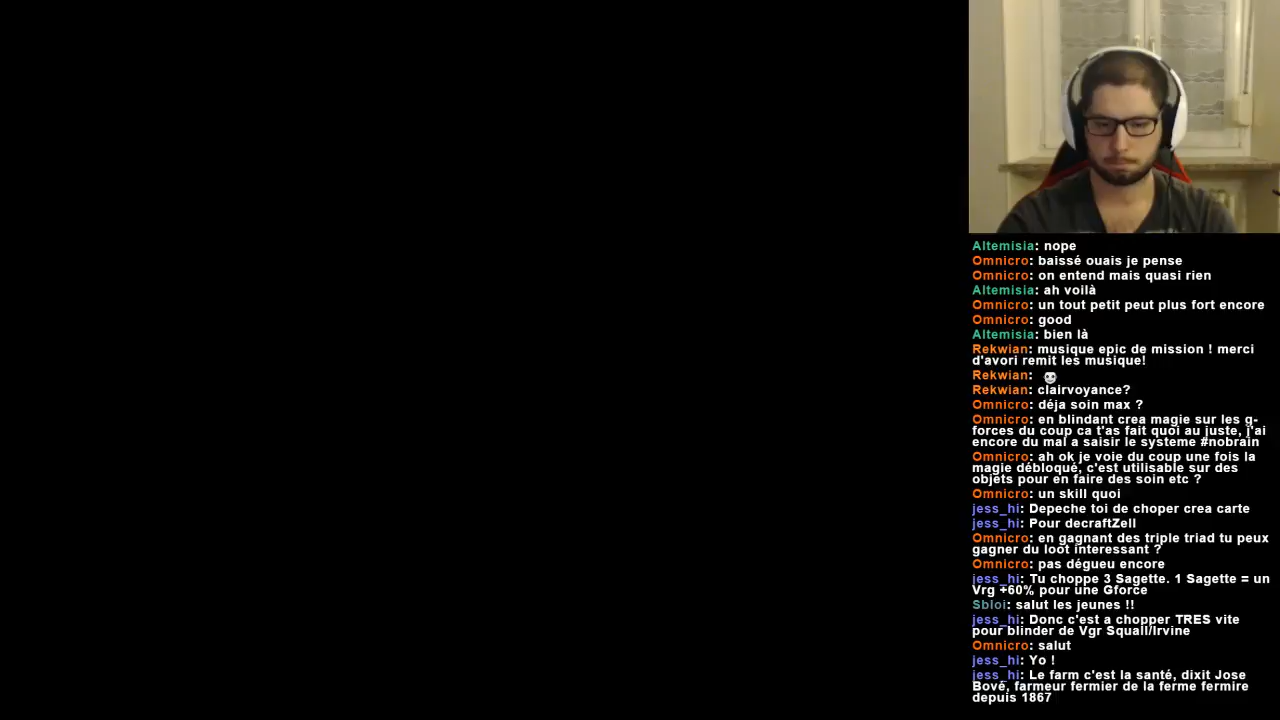 Altemisia: nope
Omnicro: baissé ouais je pense
Omnicro: on entend mais quasi rien
Altemisia: ah voilà
Omnicro: un tout petit peut plus fort encore
Omnicro: good
Altemisia: bien là
Rekwian: musique epic de mission ! merci
d'avori remit les musique!
Rekwian:
Rekwian: clairvoyance?
Omnicro: déja soin max ?
Omnicro: en blindant crea magie sur les g-
forces du coup ca t'as fait quoi au juste, j'ai
encore du mal a saisir le systeme #nobrain
Omnicro: ah ok je voie du coup une fois la
magie débloqué, c'est utilisable sur des
objets pour en faire des soin etc ?
Omnicro: un skill quoi
jess_hi: Depeche toi de choper crea carte
jess_hi: Pour decraftZell
Omnicro: en gagnant des triple triad tu peux
gagner du loot interessant ?
Omnicro: pas dégueu encore
jess_hi: Tu choppe 3 Sagette. 1 Sagette = un
Vrg +60% pour une Gforce
Sbloi: salut les jeunes !!
jess_hi: Donc c'est a chopper TRES vite
pour blinder de Vgr Squall/Irvine
Omnicro: salut
jess_hi: Yo !
jess_hi: Le farm c'est la santé, dixit Jose
Bové, farmeur fermier de la ferme fermire
depuis 1867